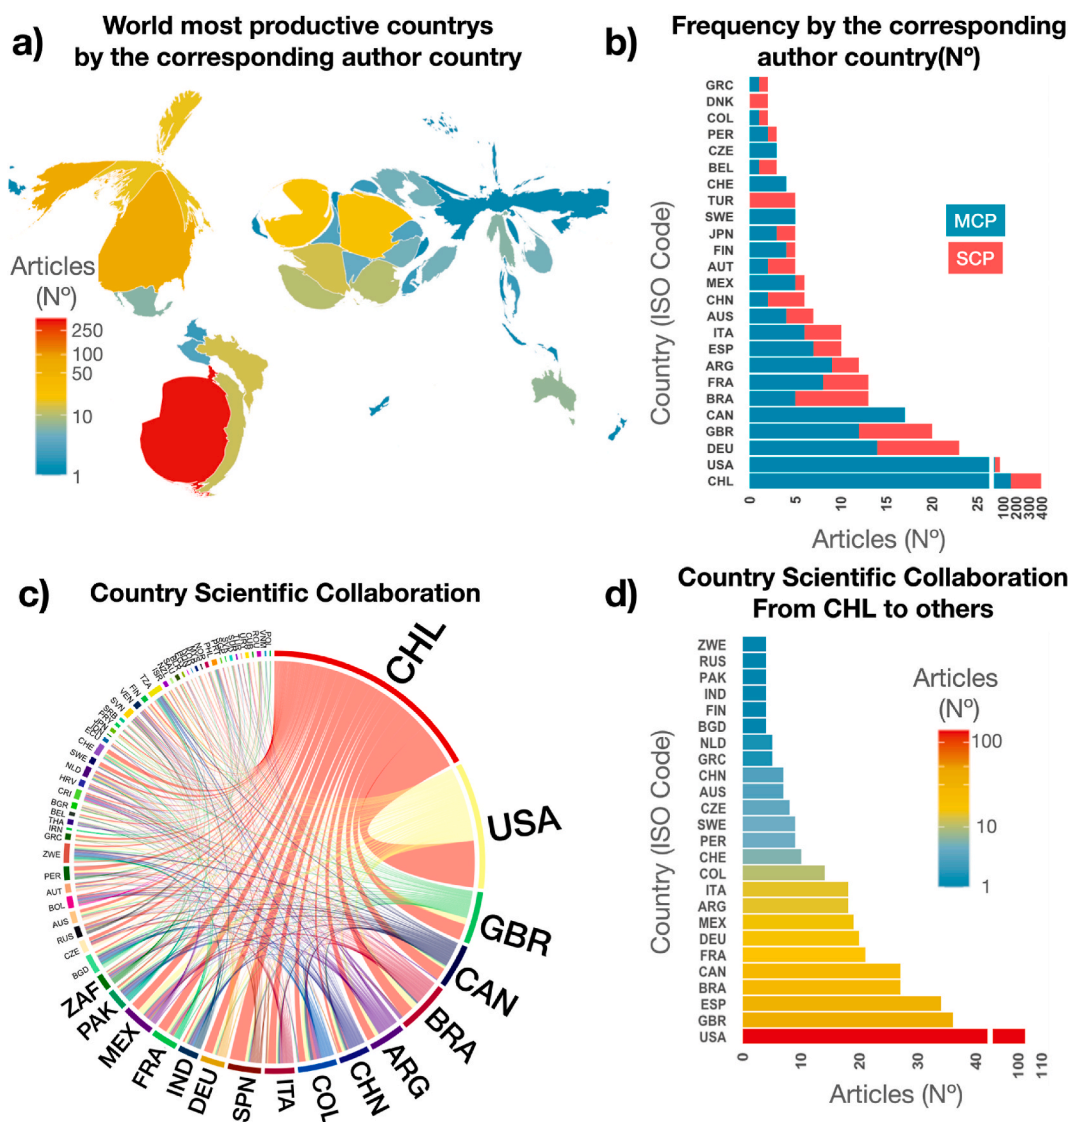 a)
World most productive countrys
by the corresponding author country
Articles
(Nº)
250
100
50
10
1
b)
Frequency by the corresponding
author country(Nº)
Country (ISO Code)
GRC
DNK
COL
PER
CZE
BEL
CHE
TUR
SWE
JPN
FIN
AUT
MEX
CHN
AUS
ITA
ESP
ARG
FRA
BRA
CAN
GBR
DEU
USA
CHL
MCP
SCP
0
5
10
15
20
25
100
200
300
400
Articles (Nº)
c)
Country Scientific Collaboration
CHL
USA
GBR
CAN
BRA
ARG
CHN
COL
ITA
SPN
DEU
IND
FRA
MEX
PAK
ZAF
BGD
CZE
RUS
AUS
BOL
AUT
PER
ZWE
GRC
IRN
THA
BEL
BGR
CRI
HRV
NLD
SWE
CHE
SVN
VEN
FIN
TZA
ISR
d)
Country Scientific Collaboration
From CHL to others
Country (ISO Code)
ZWE
RUS
PAK
IND
FIN
BGD
NLD
GRC
CHN
AUS
CZE
SWE
PER
CHE
COL
ITA
ARG
MEX
DEU
FRA
CAN
BRA
ESP
GBR
USA
Articles
(Nº)
100
10
1
0
10
20
30
40
100
110
Articles (Nº)